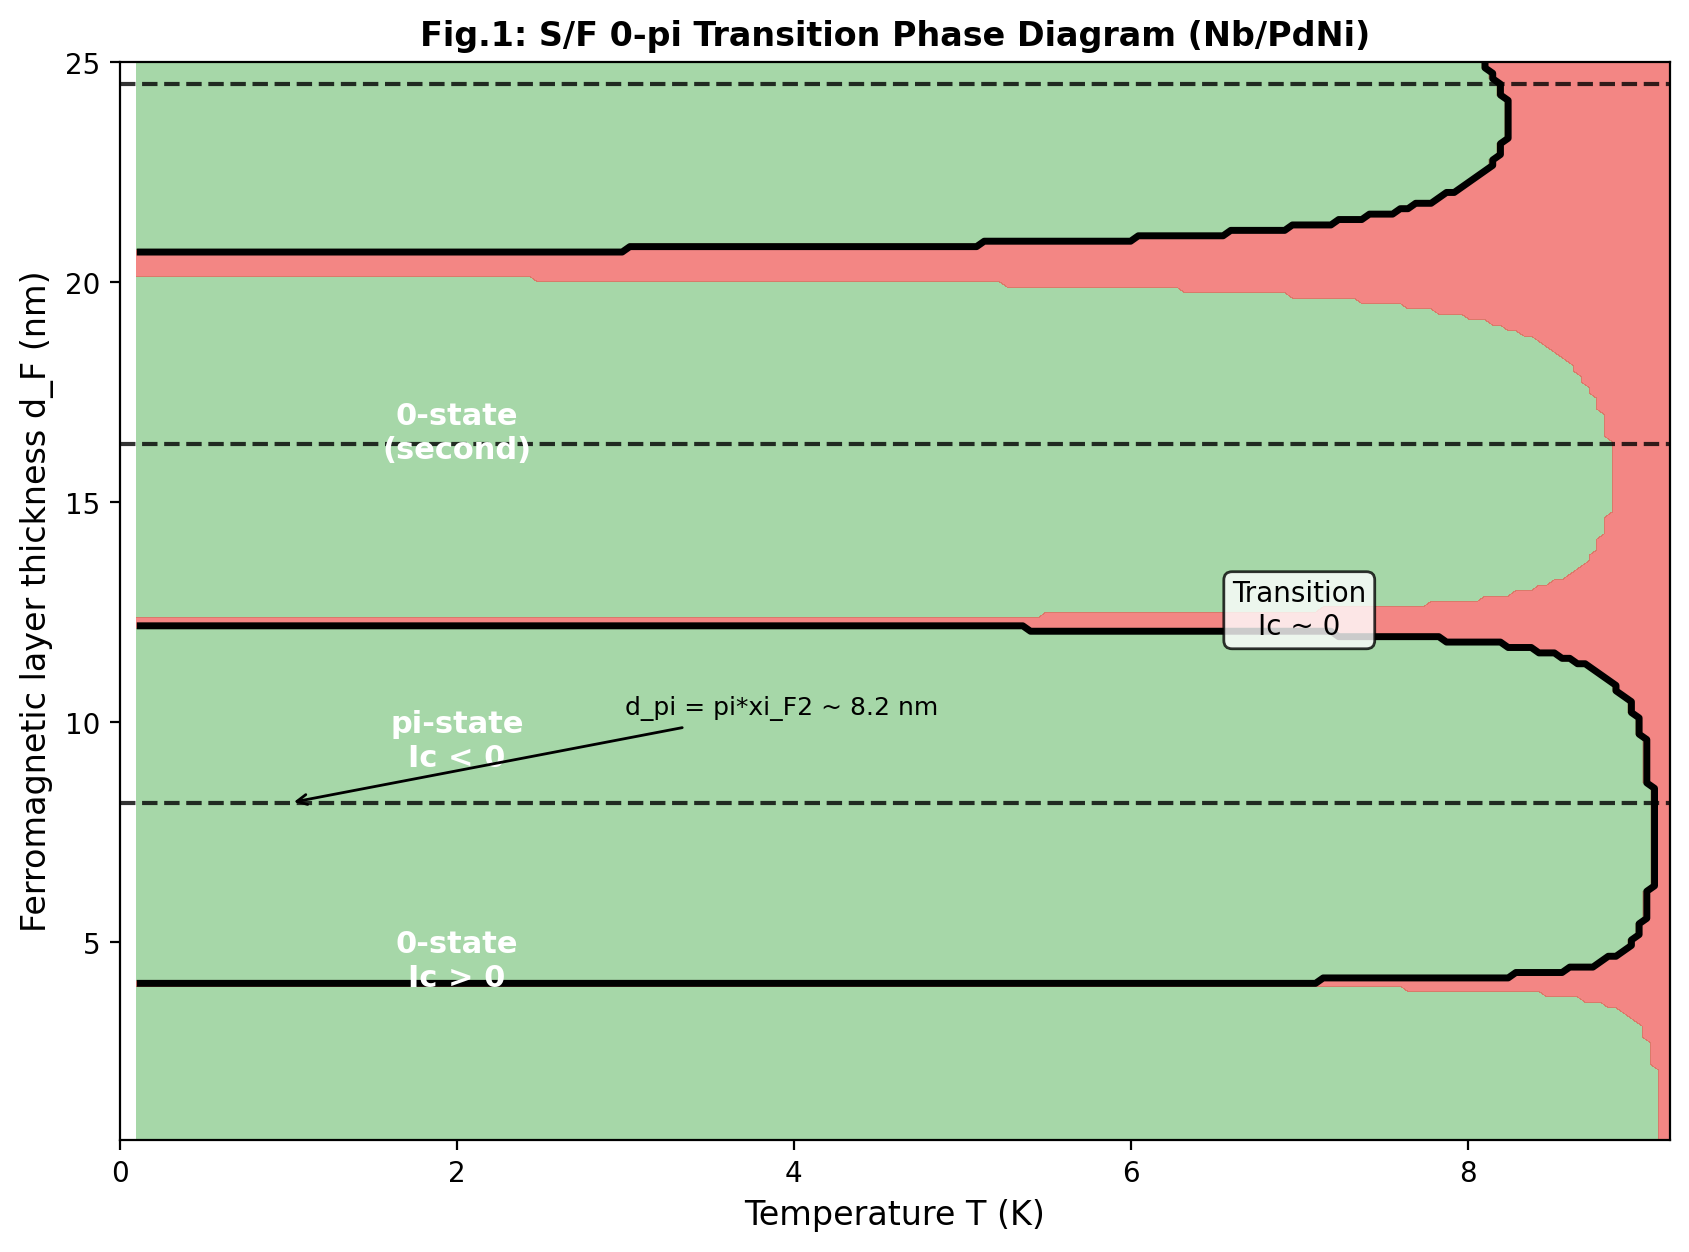 Fig.1: S/F 0-pi Transition Phase Diagram (Nb/PdNi)
25
20
15
10
5
Ferromagnetic layer thickness d_F (nm)
0-state
(second)
Transition
Ic ~ 0
d_pi = pi*xi_F2 ~ 8.2 nm
pi-state
Ic < 0
0-state
Ic > 0
0
2
4
6
8
Temperature T (K)